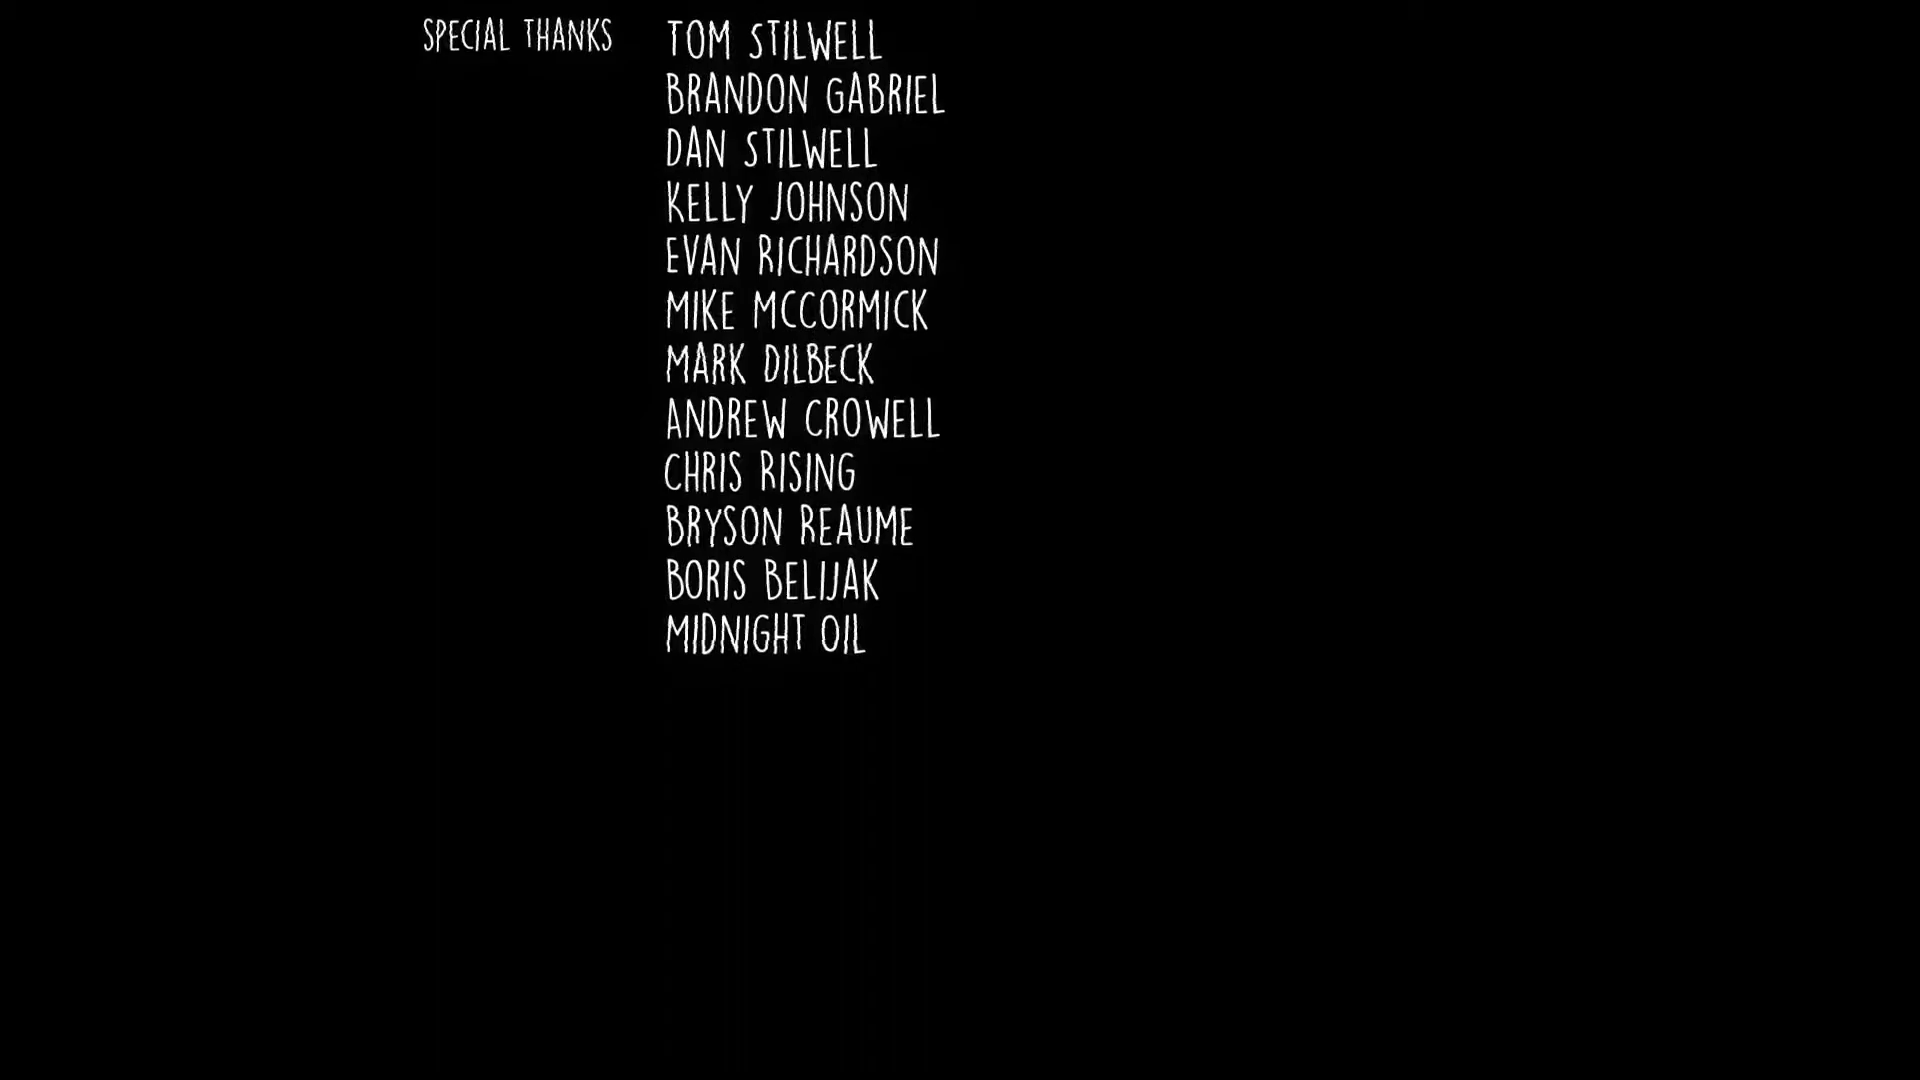 SPECIAL THANKS
TOM STILWELL
BRANDON GABRIEL
DAN STILWELL
KELLY JOHNSON
EVAN RICHARDSON
MIKE MCCORMICK
MARK DILBECK
ANDREW CROWELL
CHRIS RISING
BRYSON REAUME
BORIS BELIJAK
MIDNIGHT OIL